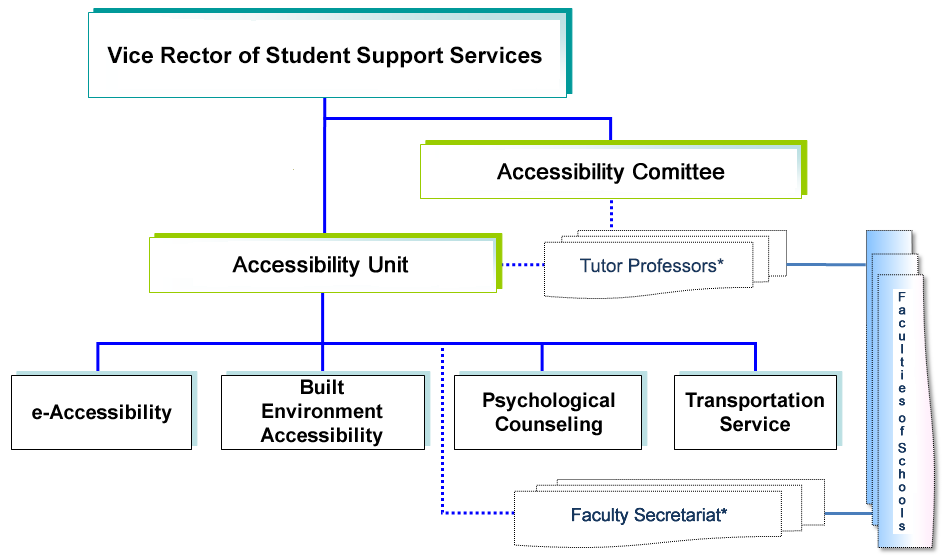 Vice Rector of Student Support Services
Accessibility Comittee
Accessibility Unit
Tutor Professors*
Faculties of Schools
e-Accessibility
Built
Environment
Accessibility
Psychological
Counseling
Transportation
Service
Faculty Secretariat*